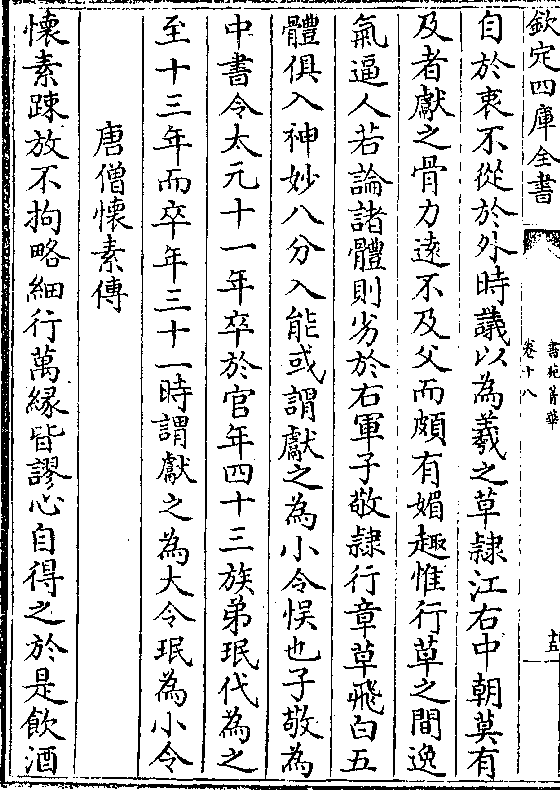 欽定四庫全書
書苑菁華
卷十八
十五
自於衷不從於外時議以為羲之草隸江右中朝莫有
及者獻之骨力遠不及父而頗有媚趣惟行草之間逸
氣逼人若論諸體則劣於右軍子敬隸行章草飛白五
體俱入神妙八分入能或謂獻之為小令悮也子敬為
中書令太元十一年卒於官年四十三族弟珉代為之
至十三年而卒年三十一時謂獻之為大令珉為小令
唐僧懷素傳
懷素踈放不拘略細行萬緣皆謬心自得之於是飲酒